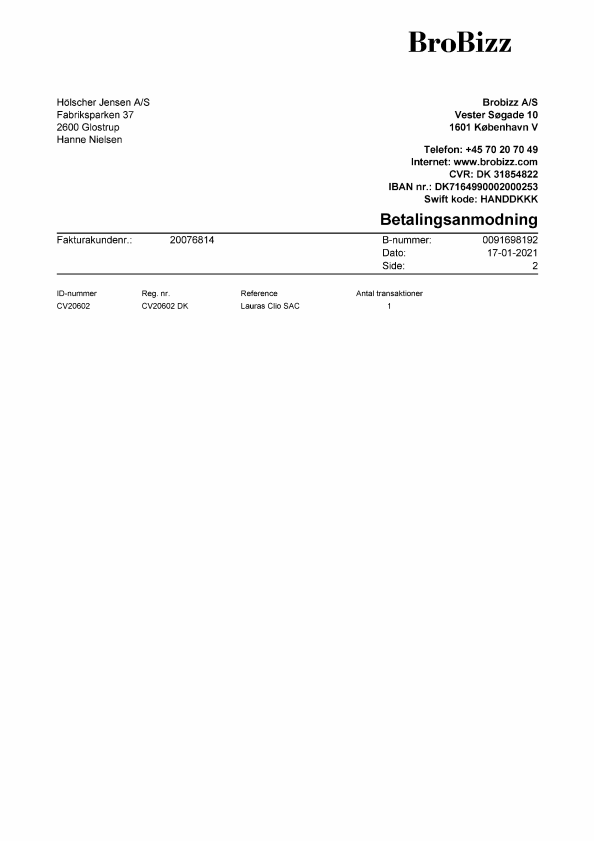 BroBizz
Hölscher Jensen A/S
Fabriksparken 37
2600 Glostrup
Hanne Nielsen
Brobizz A/S
Vester Søgade 10
1601 København V
Telefon: +45 70 20 70 49
Internet: www.brobizz.com
CVR: DK 31854822
IBAN nr.: DK7164990002000253
Swift kode: HANDDKKK
Betalingsanmodning
Fakturakundenr.: 20076814 B-nummer: 0091698192
Dato: 17-01-2021
Side: 2
ID-nummer Reg. nr. Reference Antal transaktioner
CV20602 CV20602 DK Lauras Clio SAC 1